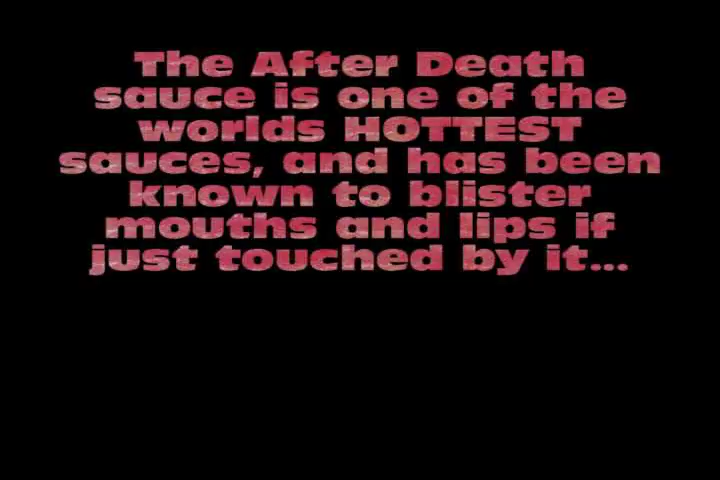 The After Death
sauce is one of the
worlds HOTTEST
sauces, and has been
known to blister
mouths and lips if
just touched by it...